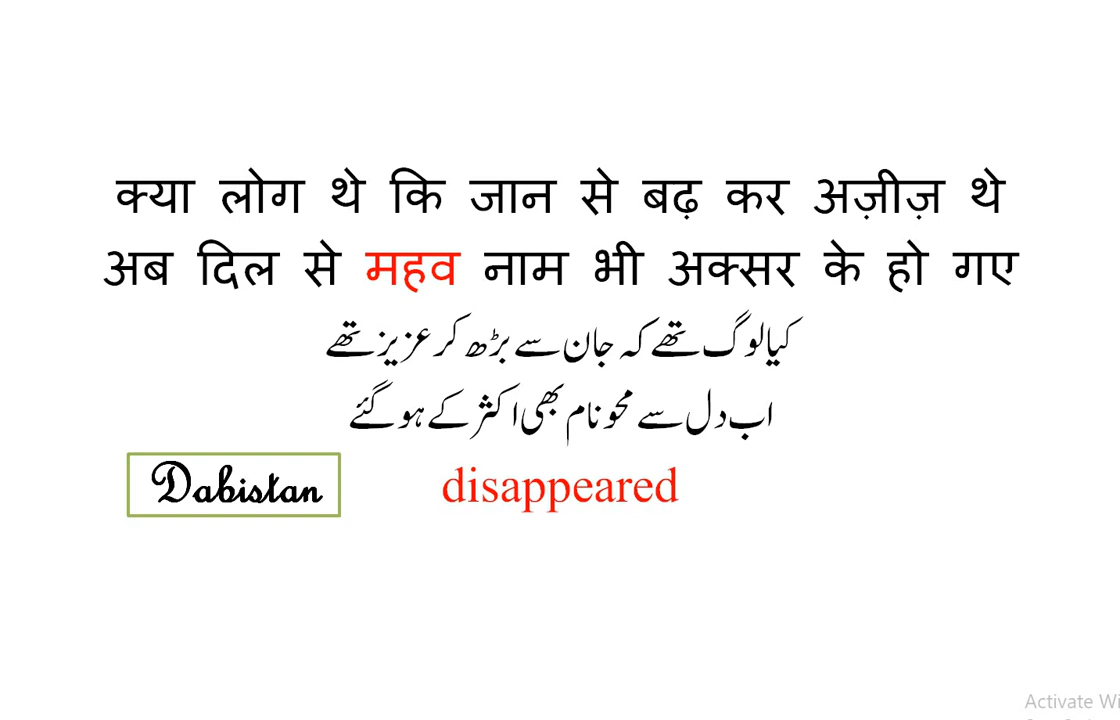 क्या लोग थे कि जान से बढ़ कर अज़ीज़ थे
अब दिल से महव नाम भी अक्सर के हो गए
کیا لوگ تھے کہ جان سے بڑھ کر عزیز تھے
اب دل سے محو نام بھی اکثر کے ہو گئے
Dabistan
disappeared
Activate Wi